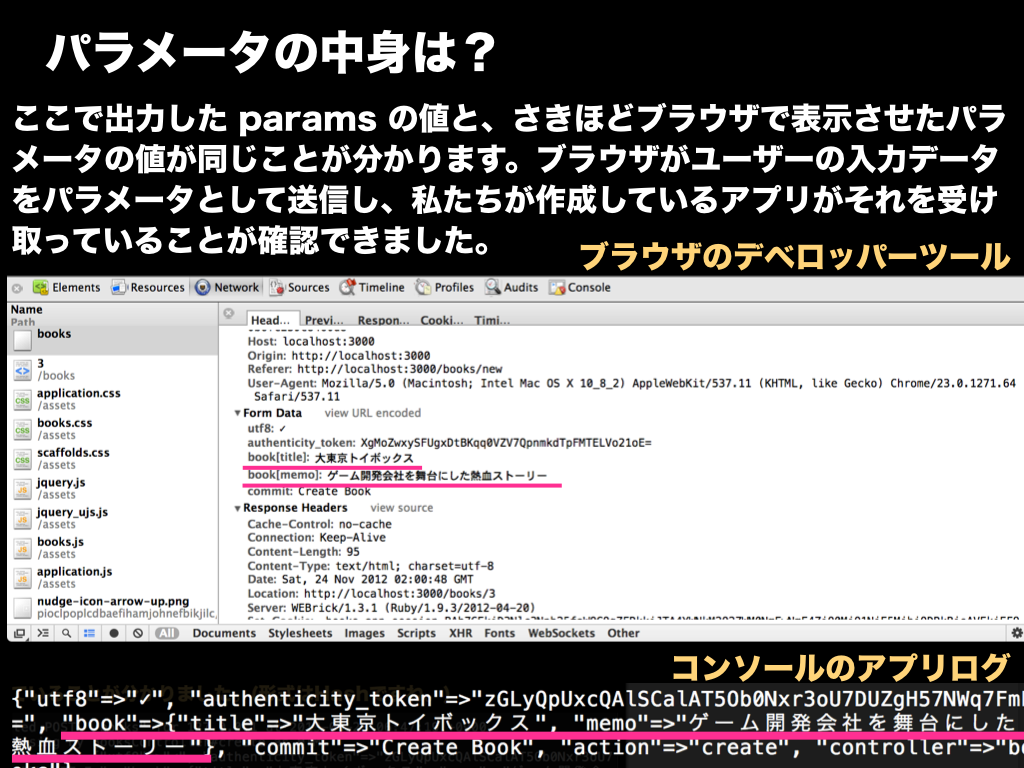 パラメータの中身は？
ここで出力した params の値と、さきほどブラウザで表示させたパラ
メータの値が同じことが分かります。ブラウザがユーザーの入力データ
をパラメータとして送信し、私たちが作成しているアプリがそれを受け
取っていることが確認できました。
ブラウザのデベロッパーツール
Elements Resources Network Sources Timeline Profiles Audits Console
Name
Path
books
3
/books
application.css
/assets
books.css
/assets
scaffolds.css
/assets
jquery.js
/assets
jquery_ujs.js
/assets
books.js
/assets
application.js
/assets
nudge-icon-arrow-up.png
pioclpoplcdbaefihamjohnefbikjilc,
Head... Previ... Respon... Cooki... Timi...
Host: localhost:3000
Origin: http://localhost:3000
Referer: http://localhost:3000/books/new
User-Agent: Mozilla/5.0 (Macintosh; Intel Mac OS X 10_8_2) AppleWebKit/537.11 (KHTML, like Gecko) Chrome/23.0.1271.64
Safari/537.11
▼Form Data view URL encoded
utf8: ✓
authenticity_token: XgMoZwxySFUgxDtBKqq0VZV7QpnmkdTpFMTELVo21oE=
book[title]: 大東京トイボックス
book[memo]: ゲーム開発会社を舞台にした熱血ストーリー
commit: Create Book
▼Response Headers view source
Cache-Control: no-cache
Connection: Keep-Alive
Content-Length: 95
Content-Type: text/html; charset=utf-8
Date: Sat, 24 Nov 2012 02:00:48 GMT
Location: http://localhost:3000/books/3
Server: WEBrick/1.3.1 (Ruby/1.9.3/2012-04-20)
All Documents Stylesheets Images Scripts XHR Fonts WebSockets Other
コンソールのアプリログ
{"utf8"=>"✓", "authenticity_token"=>"zGLyQpUxcQAlSCalAT5Ob0Nxr3oU7DUZgH57NWq7Fm
=", "book"=>{"title"=>"大東京トイボックス", "memo"=>"ゲーム開発会社を舞台にした
熱血ストーリー"}, "commit"=>"Create Book", "action"=>"create", "controller"=>"bo